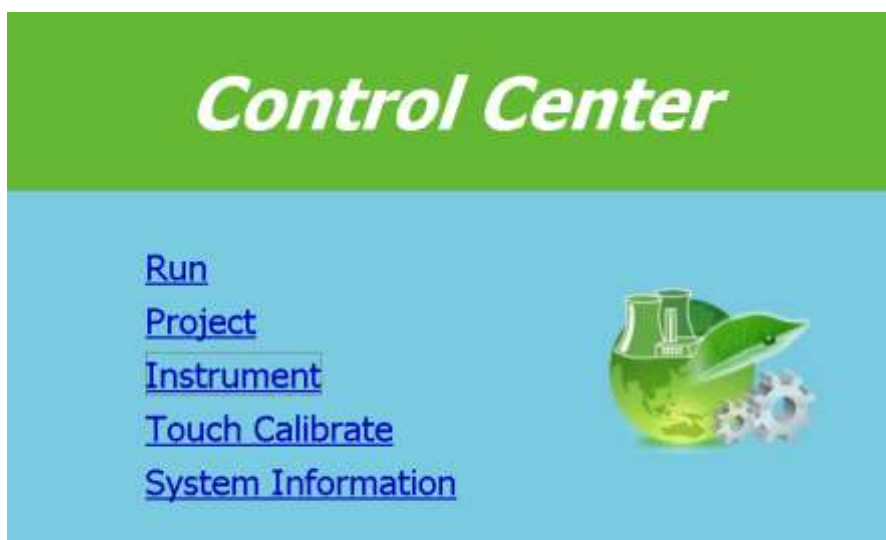 Control Center
Run
Project
Instrument
Touch Calibrate
System Information